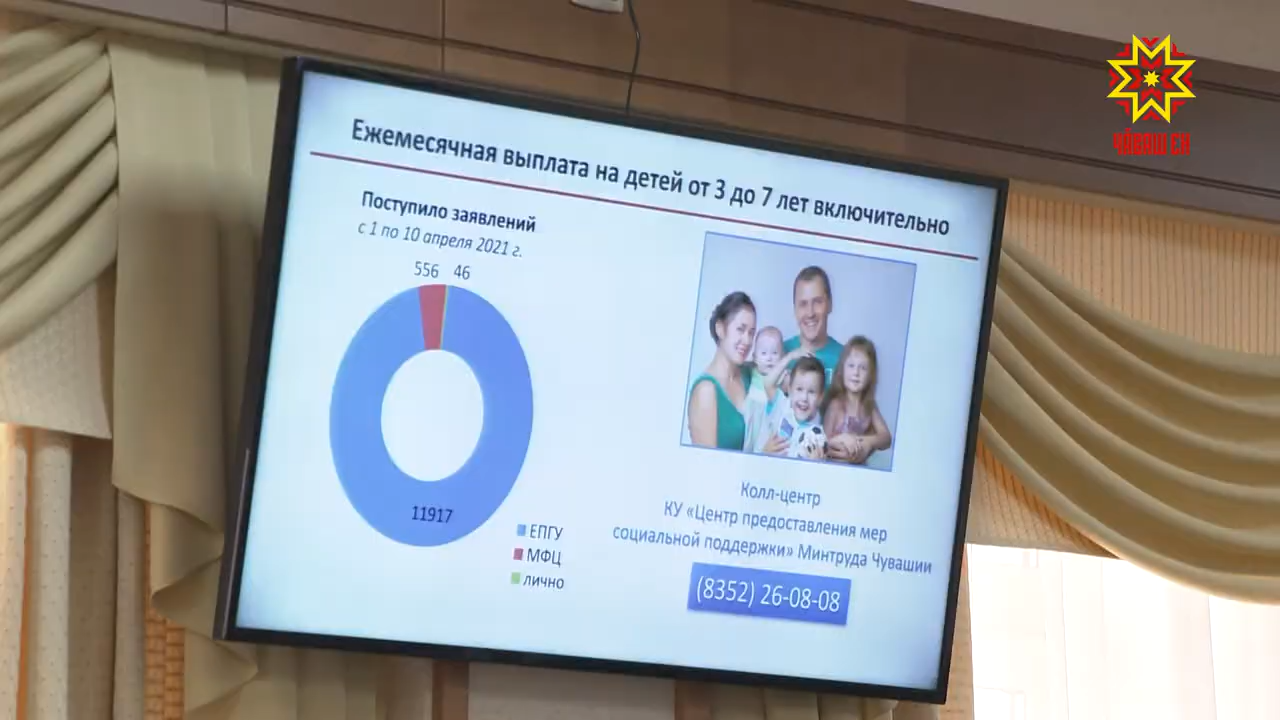 ЧӐВАШ ЕН
Ежемесячная выплата на детей от 3 до 7 лет включительно
Поступило заявлений
с 1 по 10 апреля 2021 г.
556 46
11917
ЕПГУ
МФЦ
лично
Колл-центр
КУ «Центр предоставления мер
социальной поддержки» Минтруда Чувашии
(8352) 26-08-08